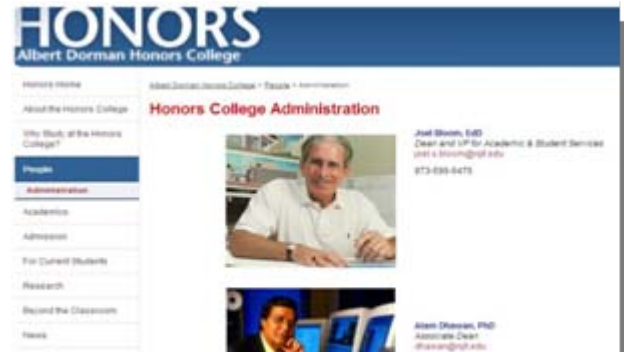 HONORS
Albert Dorman Honors College
Honors Home
Albert Dorman Honors College > People > Administration
About the Honors College
Honors College Administration
Why Study at the Honors
College?
Joel Bloom, EdD
Dean and VP for Academic & Student Services
joel.s.bloom@njit.edu
People
973-596-
Administration
Academics
Admission
For Current Students
Research
Beyond the Classroom
News
Atam Dhawan, PhD
Associate Dean
dhawan@njit.edu